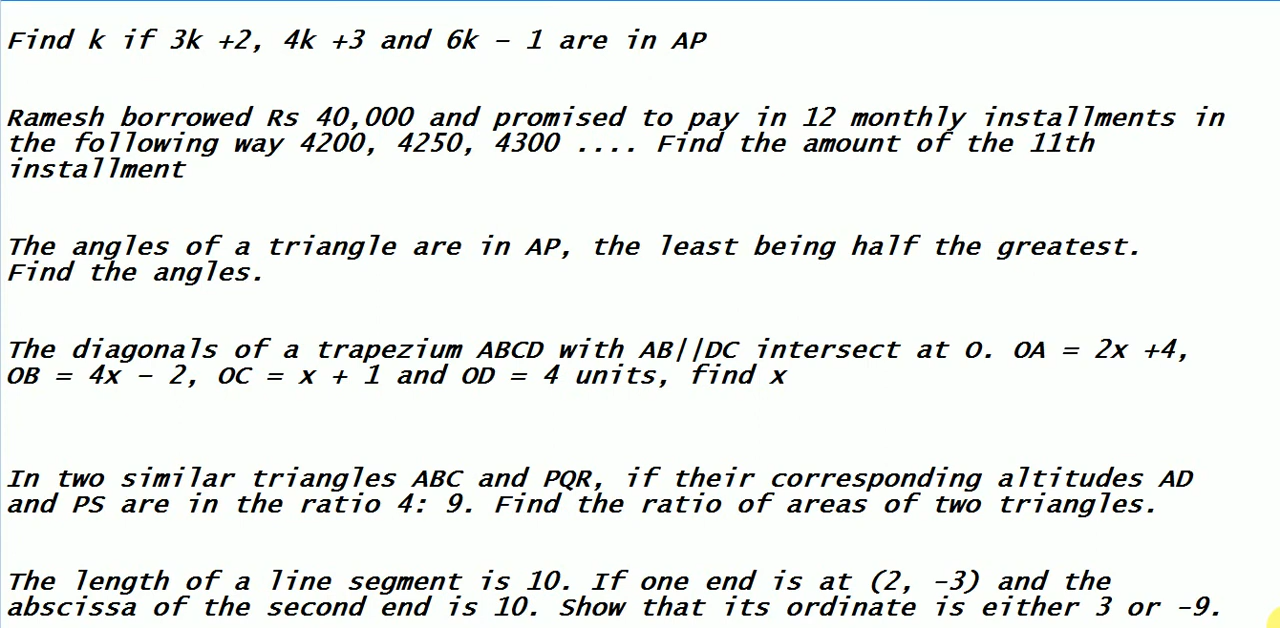 Find k if 3k +2, 4k +3 and 6k – 1 are in AP
Ramesh borrowed Rs 40,000 and promised to pay in 12 monthly installments in
the following way 4200, 4250, 4300 .... Find the amount of the 11th
installment
The angles of a triangle are in AP, the least being half the greatest.
Find the angles.
The diagonals of a trapezium ABCD with AB||DC intersect at O. OA = 2x +4,
OB = 4x – 2, OC = x + 1 and OD = 4 units, find x
In two similar triangles ABC and PQR, if their corresponding altitudes AD
and PS are in the ratio 4: 9. Find the ratio of areas of two triangles.
The length of a line segment is 10. If one end is at (2, -3) and the
abscissa of the second end is 10. Show that its ordinate is either 3 or -9.